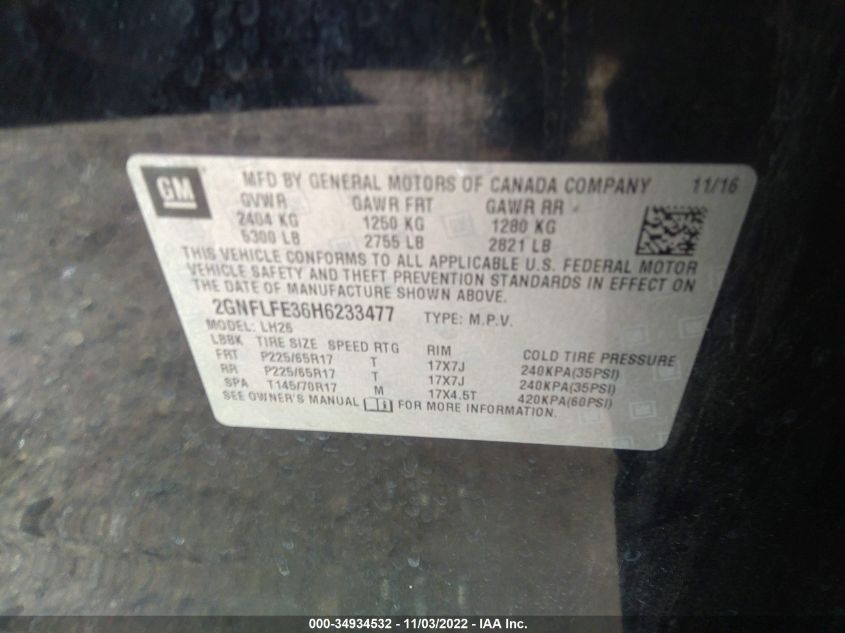 GM
MFD BY GENERAL MOTORS OF CANADA COMPANY 11/16
GVWR GAWR FRT GAWR RR
2404 KG 1250 KG 1280 KG
5300 LB 2755 LB 2821 LB
THIS VEHICLE CONFORMS TO ALL APPLICABLE U.S. FEDERAL MOTOR
VEHICLE SAFETY AND THEFT PREVENTION STANDARDS IN EFFECT ON
THE DATE OF MANUFACTURE SHOWN ABOVE.
2GNFLFE36H6233477 TYPE: M.P.V.
MODEL: LH26
L88K TIRE SIZE SPEED RTG RIM COLD TIRE PRESSURE
FRT P225/65R17 T 17X7J 240KPA(35PSI)
RR P225/65R17 T 17X7J 240KPA(35PSI)
SPA T145/70R17 M 17X4.5T 420KPA(60PSI)
SEE OWNER'S MANUAL FOR MORE INFORMATION.
000-34934532 - 11/03/2022 - IAA Inc.